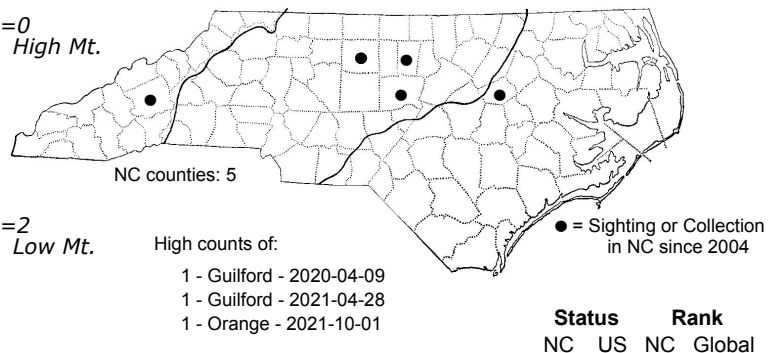 =0
High Mt.
NC counties: 5
=2
Low Mt.
High counts of:
1 - Guilford - 2020-04-09
1 - Guilford - 2021-04-28
1 - Orange - 2021-10-01
● = Sighting or Collection
in NC since 2004
Status Rank
NC US NC Global